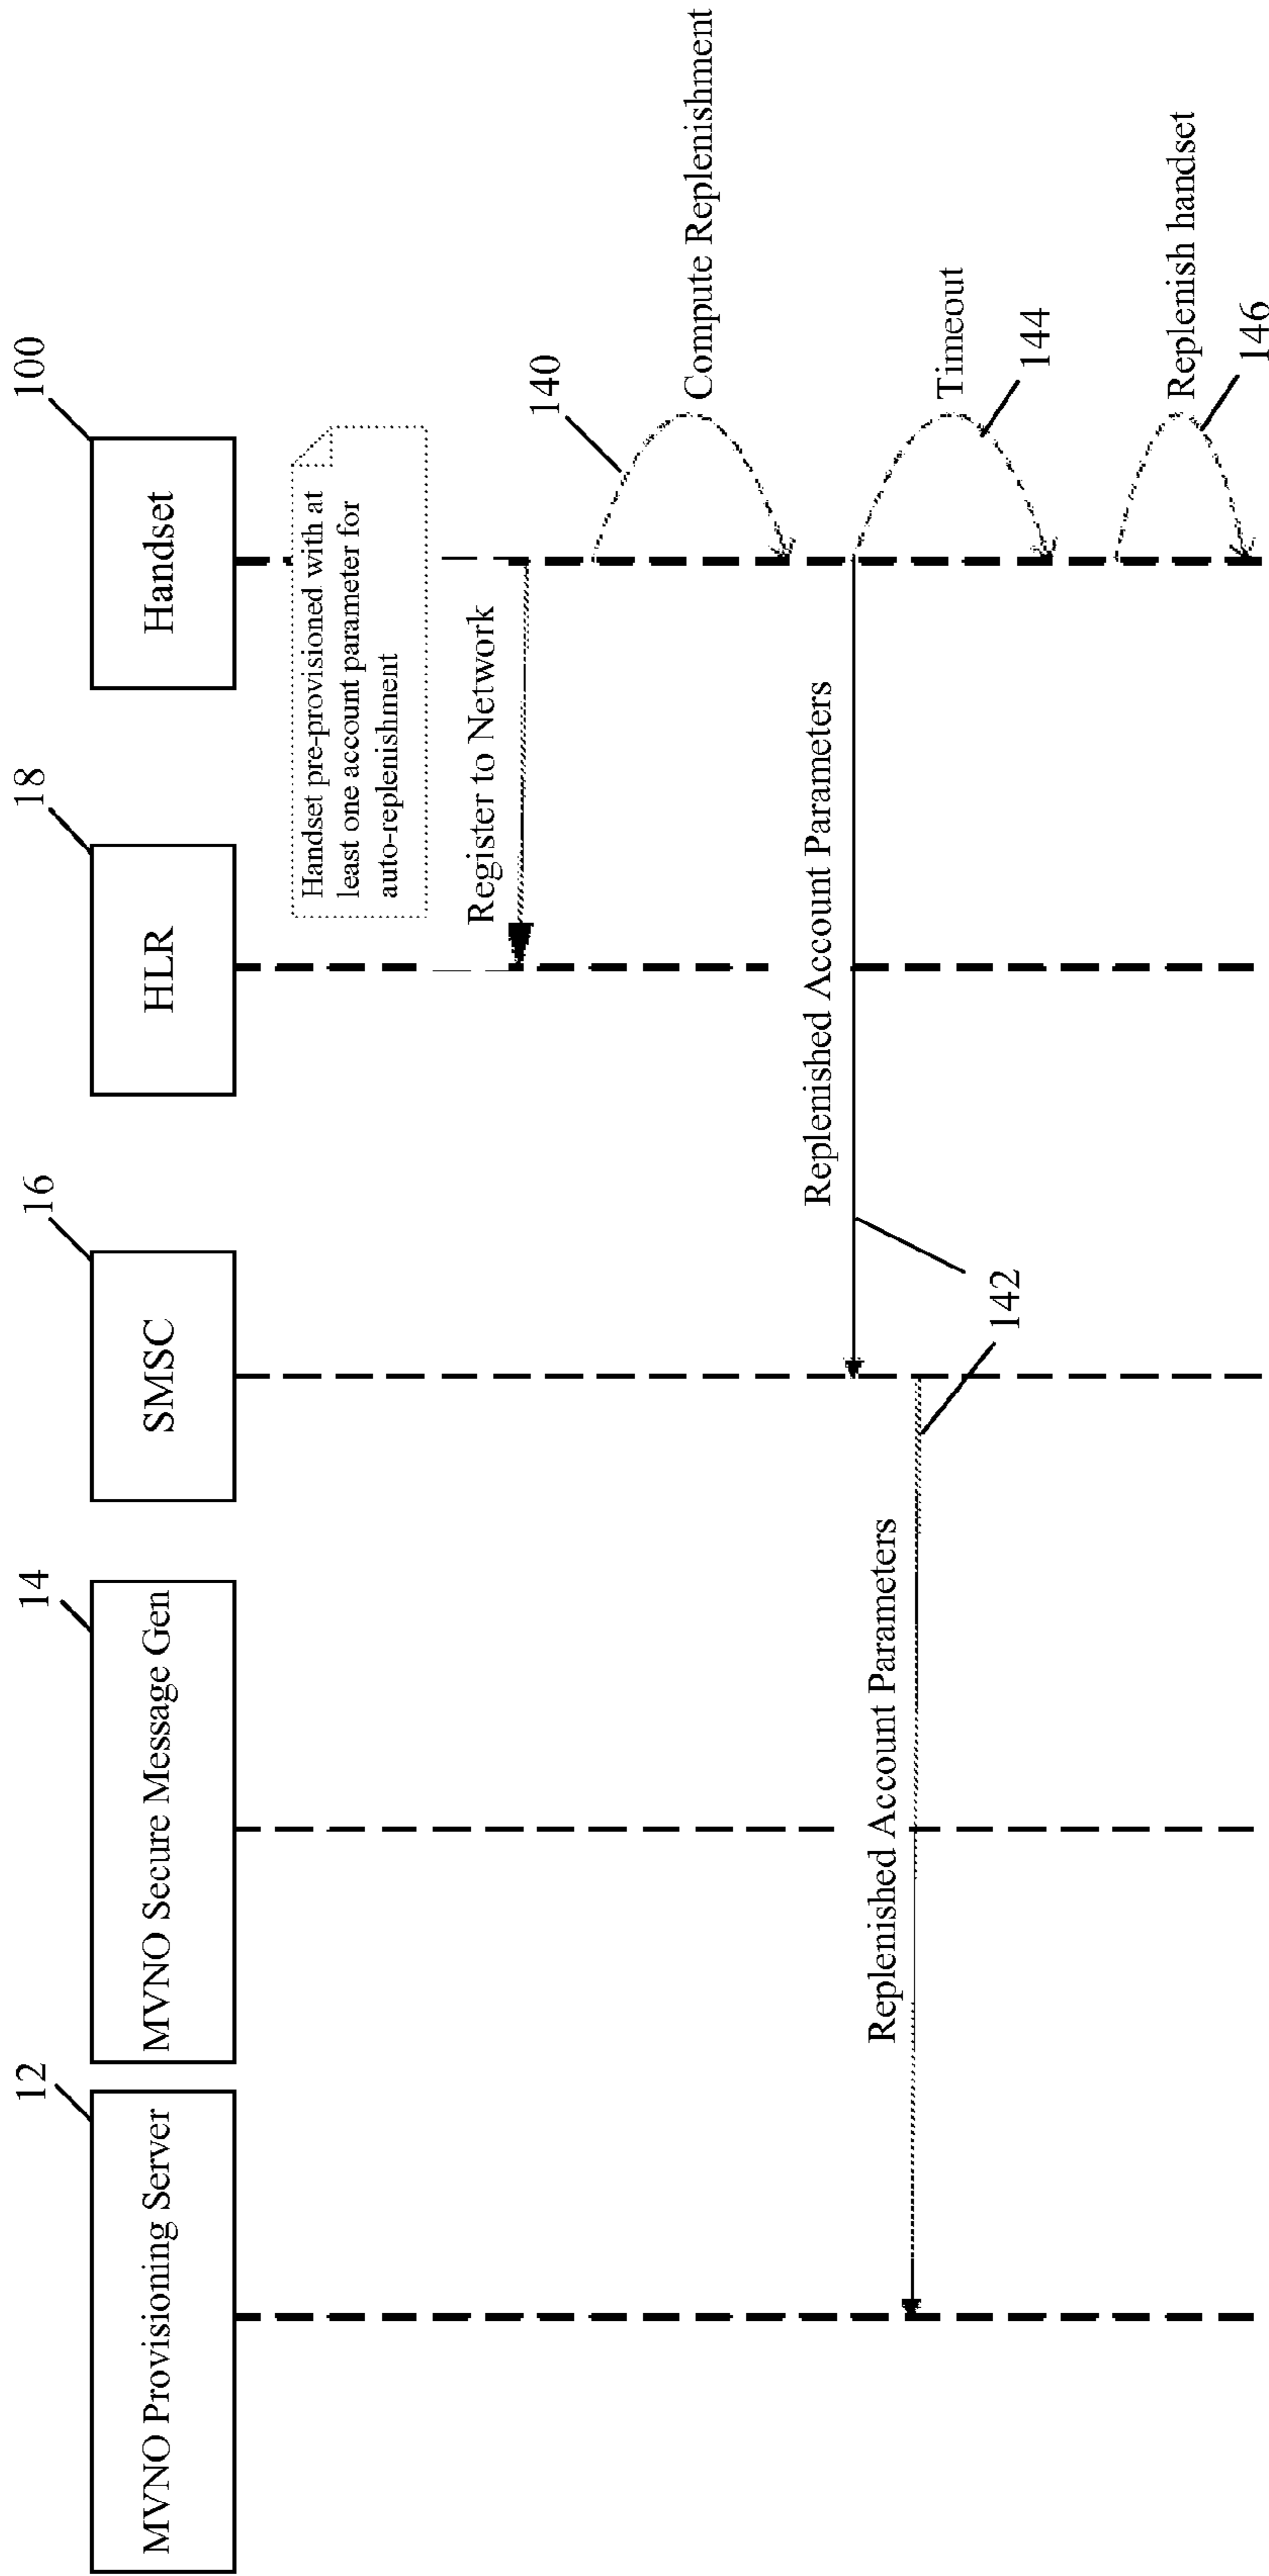 12
MVNO Provisioning Server
14
MVNO Secure Message Gen
16
SMSC
18
HLR
100
Handset
Handset pre-provisioned with at
least one account parameter for
auto-replenishment
Register to Network
140
Compute Replenishment
Replenished Account Parameters
142
Replenished Account Parameters
Timeout
144
Replenish handset
146